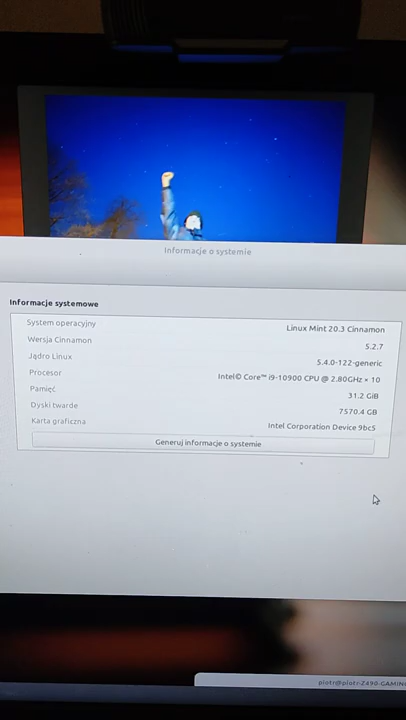 Informacje o systemie
Informacje systemowe
System operacyjny Linux Mint 20.3 Cinnamon
Wersja Cinnamon 5.2.7
Jądro Linux 5.4.0-122-generic
Procesor Intel© Core™ i9-10900 CPU @ 2.80GHz × 10
Pamięć 31.2 GiB
Dyski twarde 7570.4 GB
Karta graficzna Intel Corporation Device 9bc5
Generuj informacje o systemie
piotr@piotr-Z490-GAMING